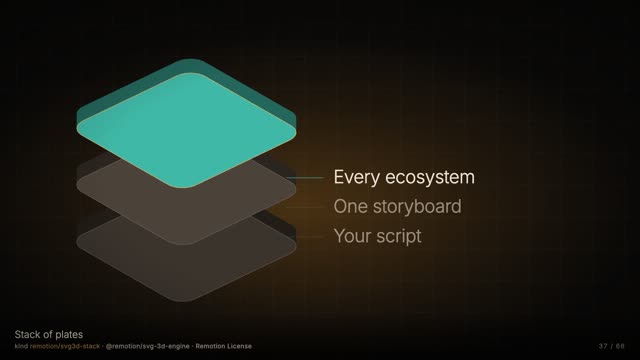 Every ecosystem
One storyboard
Your script
Stack of plates
kind remotion/svg3d-stack · @remotion/svg-3d-engine · Remotion License
37 / 66